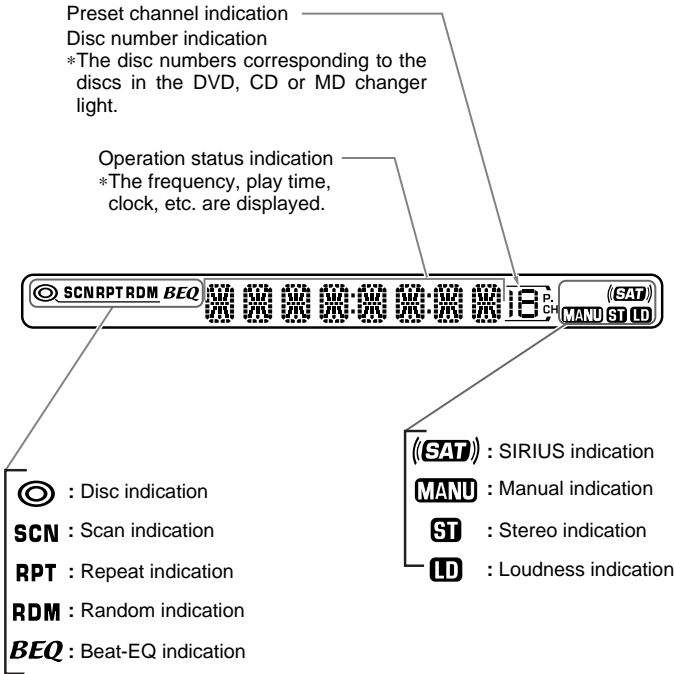 Preset channel indication
Disc number indication
*The disc numbers corresponding to the
discs in the DVD, CD or MD changer
light.
Operation status indication
*The frequency, play time,
clock, etc. are displayed.
SCN RPT RDM BEQ
18 P.CH
SAT
MANU ST LD
SAT : SIRIUS indication
MANU : Manual indication
ST : Stereo indication
LD : Loudness indication
: Disc indication
SCN : Scan indication
RPT : Repeat indication
RDM : Random indication
BEQ : Beat-EQ indication